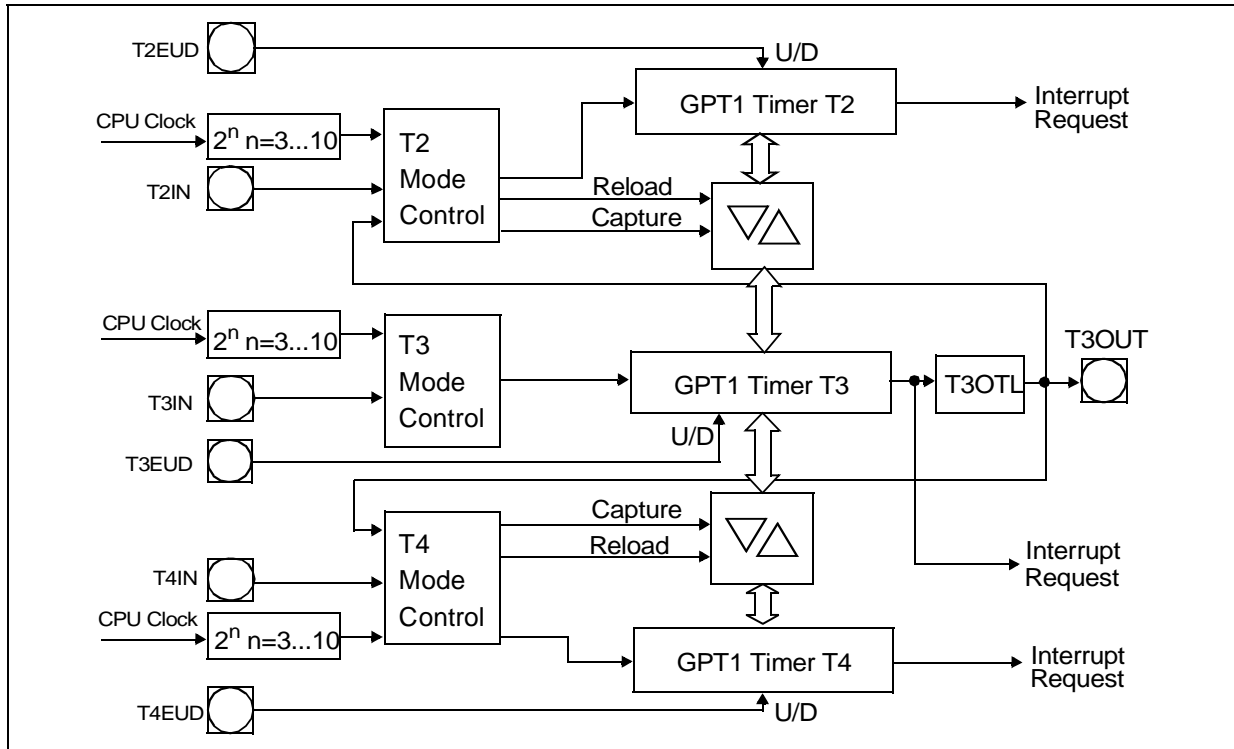 T2EUD
U/D
GPT1 Timer T2
Interrupt
Request
CPU Clock
2ⁿ n=3...10
T2
Mode
Control
T2IN
Reload
Capture
CPU Clock
2ⁿ n=3...10
T3
Mode
Control
T3IN
GPT1 Timer T3
T3OTL
T3OUT
U/D
T3EUD
Capture
Reload
T4
Mode
Control
T4IN
Interrupt
Request
CPU Clock
2ⁿ n=3...10
GPT1 Timer T4
Interrupt
Request
T4EUD
U/D